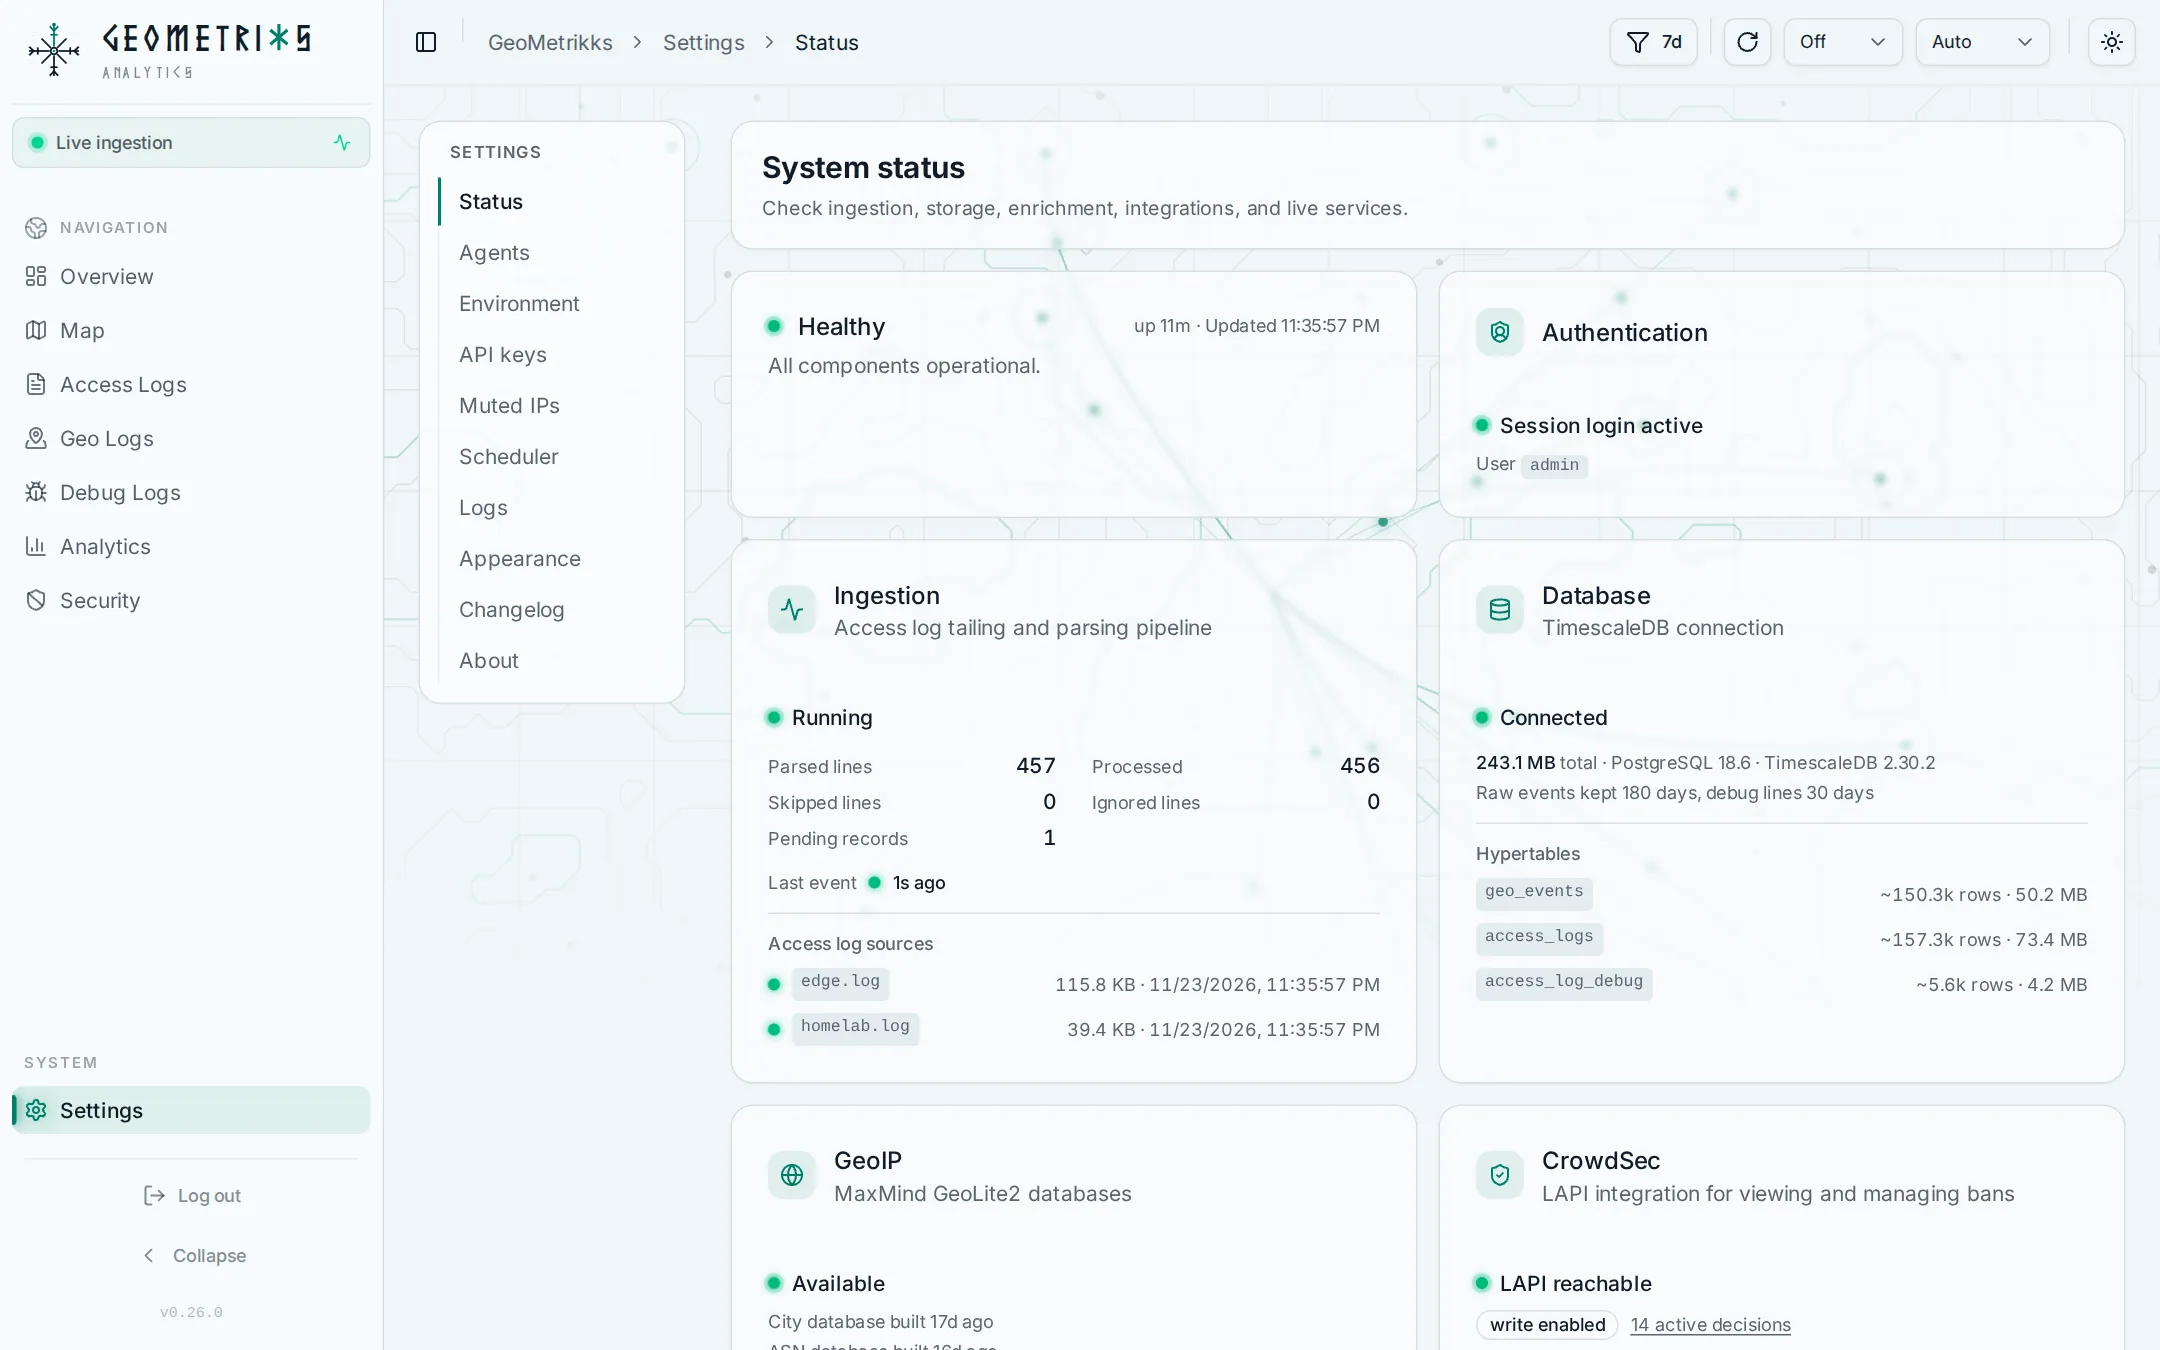 GEOMETRIKS
ANALYTICS
Live ingestion
NAVIGATION
Overview
Map
Access Logs
Geo Logs
Debug Logs
Analytics
Security
SYSTEM
Settings
Log out
Collapse
v0.26.0
GeoMetrikks > Settings > Status
7d
Off
Auto
SETTINGS
Status
Agents
Environment
API keys
Muted IPs
Scheduler
Logs
Appearance
Changelog
About
System status
Check ingestion, storage, enrichment, integrations, and live services.
Healthy
up 11m · Updated 11:35:57 PM
All components operational.
Authentication
Session login active
User admin
Ingestion
Access log tailing and parsing pipeline
Running
Parsed lines 457 Processed 456
Skipped lines 0 Ignored lines 0
Pending records 1
Last event 1s ago
Access log sources
edge.log 115.8 KB · 11/23/2026, 11:35:57 PM
homelab.log 39.4 KB · 11/23/2026, 11:35:57 PM
Database
TimescaleDB connection
Connected
243.1 MB total · PostgreSQL 18.6 · TimescaleDB 2.30.2
Raw events kept 180 days, debug lines 30 days
Hypertables
geo_events ~150.3k rows · 50.2 MB
access_logs ~157.3k rows · 73.4 MB
access_log_debug ~5.6k rows · 4.2 MB
GeoIP
MaxMind GeoLite2 databases
Available
City database built 17d ago
ASN database built 16d ago
CrowdSec
LAPI integration for viewing and managing bans
LAPI reachable
write enabled 14 active decisions